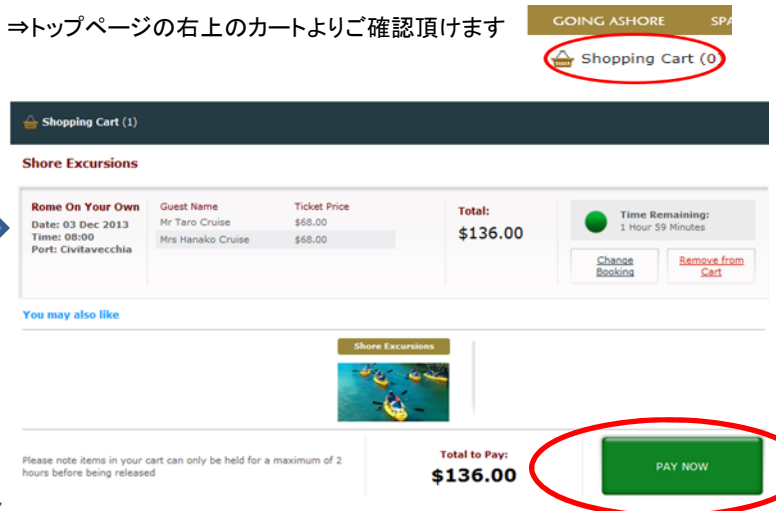 ⇒トップページの右上のカートよりご確認頂けます
GOING ASHORE SPA
Shopping Cart (0)
Shopping Cart (1)
Shore Excursions
Rome On Your Own
Date: 03 Dec 2013
Time: 08:00
Port: Civitavecchia
Guest Name Ticket Price
Mr Taro Cruise $68.00
Mrs Hanako Cruise $68.00
Total:
$136.00
Time Remaining:
1 Hour 59 Minutes
Change
Booking
Remove from
Cart
You may also like
Shore Excursions
Please note items in your cart can only be held for a maximum of 2
hours before being released
Total to Pay:
$136.00
PAY NOW